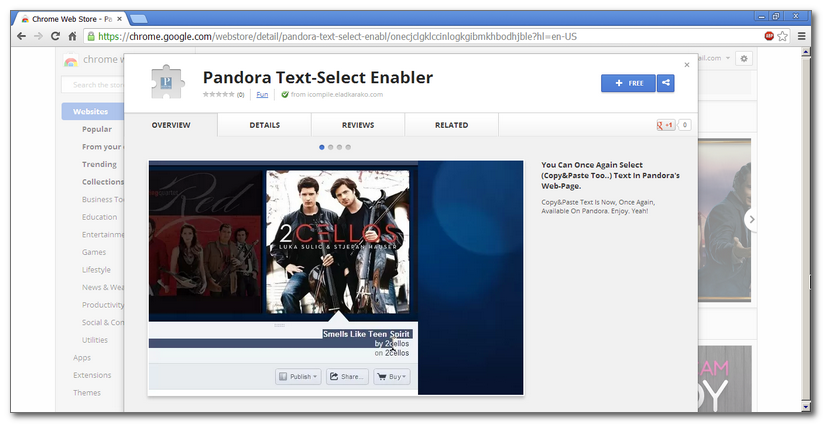 Chrome Web Store - Pa
https://chrome.google.com/webstore/detail/pandora-text-select-enabl/onecjclgklccinlogkgibmkhbodhjble?hl=en-US
ABP
chrome w
ail.com
Search the
Websites
Popular
From your
Trending
Collections
Business To
Education
Entertainme
Games
Lifestyle
News & Wea
Productivity
Social & Con
Utilities
Apps
Extensions
Themes
Pandora Text-Select Enabler
(0)
Fun
from icompile.eladkarako.com
+ FREE
OVERVIEW
DETAILS
REVIEWS
RELATED
+1
0
Red
2CELLOS
LUKA SULIC & STJEPAN HAUSER
Smells Like Teen Spirit
by 2cellos
on 2cellos
Publish
Share...
Buy
You Can Once Again Select
(Copy&Paste Too..) Text In Pandora's
Web-Page.
Copy&Paste Text Is Now, Once Again,
Available On Pandora. Enjoy. Yeah!
AM
OY